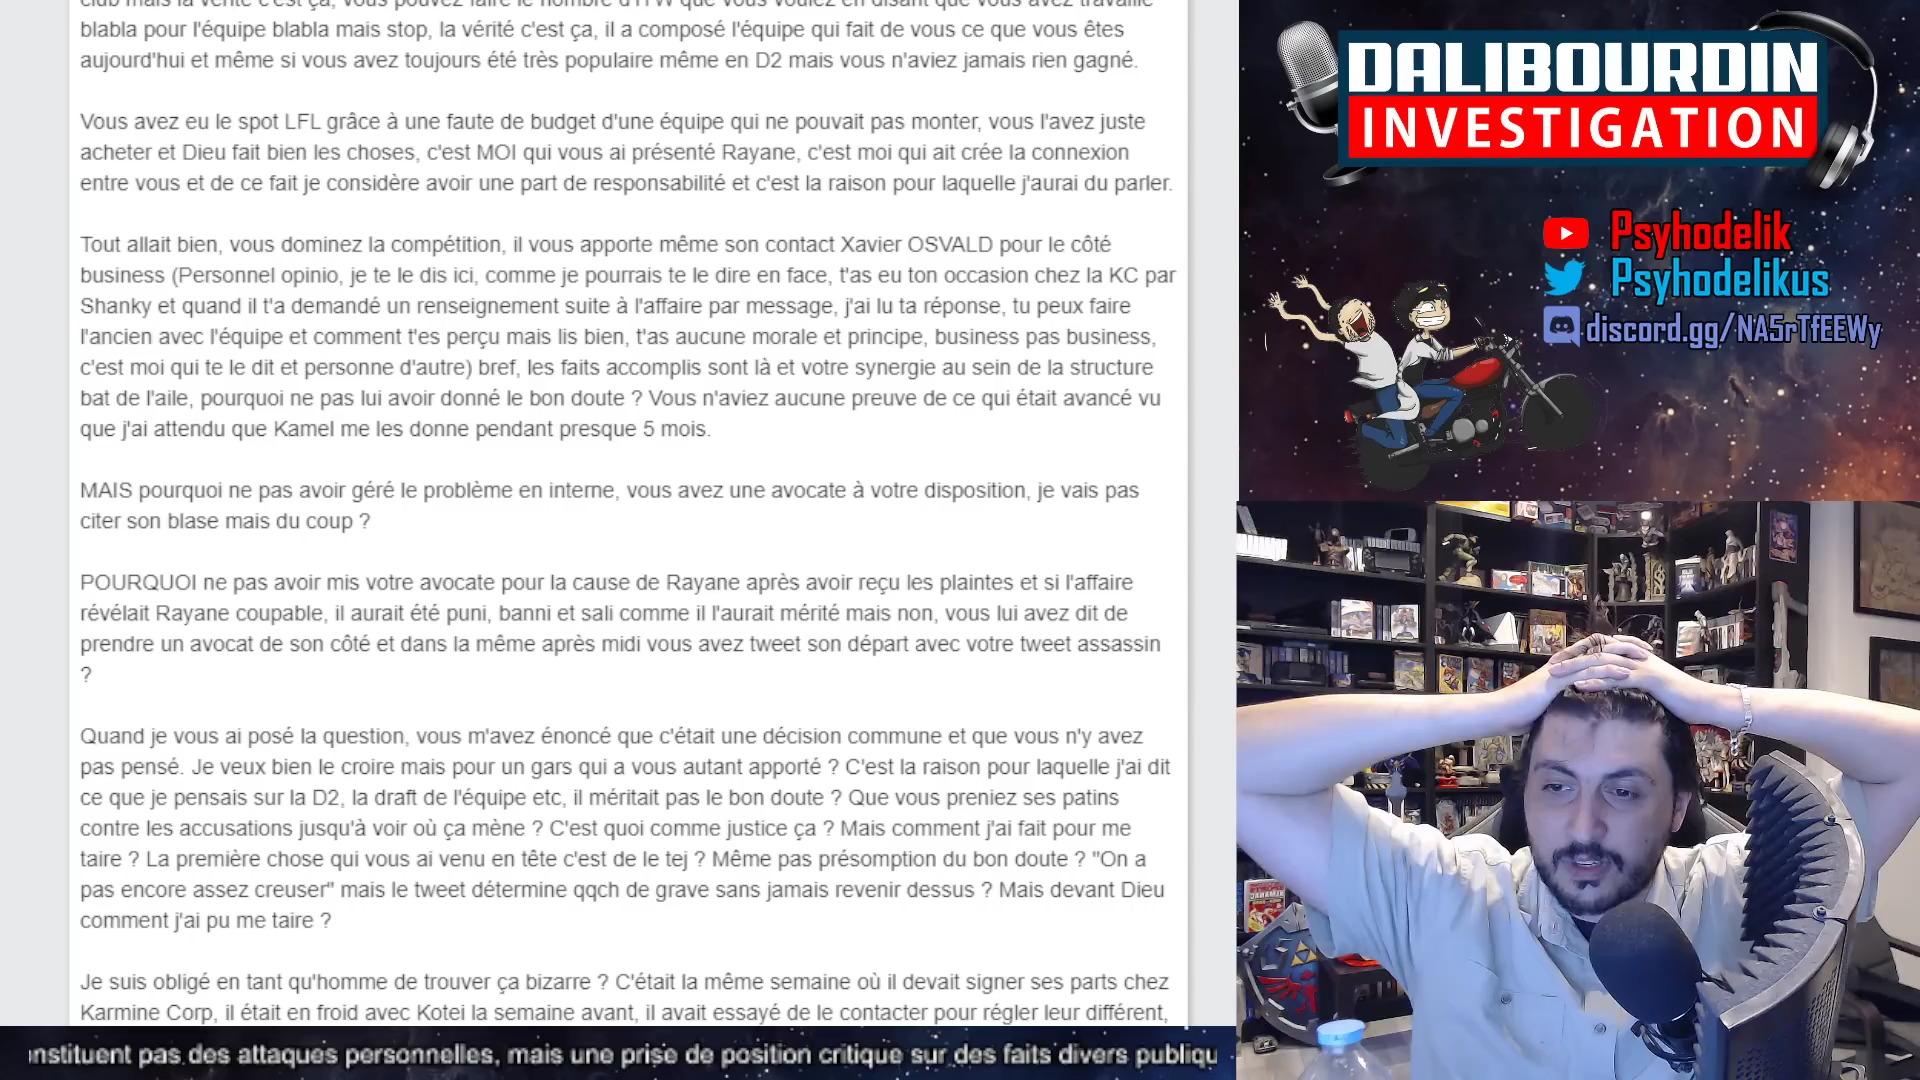 blabla pour l'équipe blabla mais stop, la vérité c'est ça, il a composé l'équipe qui fait de vous ce que vous êtes
aujourd'hui et même si vous avez toujours été très populaire même en D2 mais vous n'aviez jamais rien gagné.
Vous avez eu le spot LFL grâce à une faute de budget d'une équipe qui ne pouvait pas monter, vous l'avez juste
acheter et Dieu fait bien les choses, c'est MOI qui vous ai présenté Rayane, c'est moi qui ait crée la connexion
entre vous et de ce fait je considère avoir une part de responsabilité et c'est la raison pour laquelle j'aurai du parler.
Tout allait bien, vous dominez la compétition, il vous apporte même son contact Xavier OSVALD pour le côté
business (Personnel opinio, je te le dis ici, comme je pourrais te le dire en face, t'as eu ton occasion chez la KC par
Shanky et quand il t'a demandé un renseignement suite à l'affaire par message, j'ai lu ta réponse, tu peux faire
l'ancien avec l'équipe et comment t'es perçu mais lis bien, t'as aucune morale et principe, business pas business,
c'est moi qui te le dit et personne d'autre) bref, les faits accomplis sont là et votre synergie au sein de la structure
bat de l'aile, pourquoi ne pas lui avoir donné le bon doute ? Vous n'aviez aucune preuve de ce qui était avancé vu
que j'ai attendu que Kamel me les donne pendant presque 5 mois.
MAIS pourquoi ne pas avoir géré le problème en interne, vous avez une avocate à votre disposition, je vais pas
citer son blase mais du coup ?
POURQUOI ne pas avoir mis votre avocate pour la cause de Rayane après avoir reçu les plaintes et si l'affaire
révélait Rayane coupable, il aurait été puni, banni et sali comme il l'aurait mérité mais non, vous lui avez dit de
prendre un avocat de son côté et dans la même après midi vous avez tweet son départ avec votre tweet assassin
?
Quand je vous ai posé la question, vous m'avez énoncé que c'était une décision commune et que vous n'y avez
pas pensé. Je veux bien le croire mais pour un gars qui a vous autant apporté ? C'est la raison pour laquelle j'ai dit
ce que je pensais sur la D2, la draft de l'équipe etc, il méritait pas le bon doute ? Que vous preniez ses patins
contre les accusations jusqu'à voir où ça mène ? C'est quoi comme justice ça ? Mais comment j'ai fait pour me
taire ? La première chose qui vous ai venu en tête c'est de le tej ? Même pas présomption du bon doute ? "On a
pas encore assez creuser" mais le tweet détermine qqch de grave sans jamais revenir dessus ? Mais devant Dieu
comment j'ai pu me taire ?
Je suis obligé en tant qu'homme de trouver ça bizarre ? C'était la même semaine où il devait signer ses parts chez
Karmine Corp, il était en froid avec Kotei la semaine avant, il avait essayé de le contacter pour régler leur différent,
nstituent pas des attaques personnelles, mais une prise de position critique sur des faits divers publiqu
DALIBOURDIN
INVESTIGATION
Psyhodelik
Psyhodelikus
discord.gg/NA5rTfEEWy